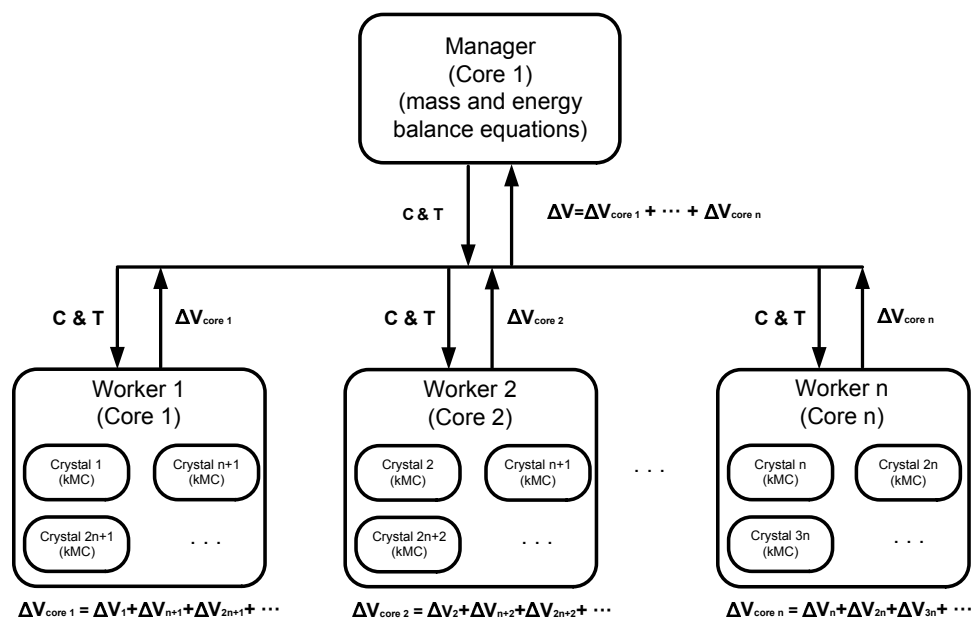 Manager
(Core 1)
(mass and energy
balance equations)
C & T
ΔV=ΔVcore 1 + ··· + ΔVcore n
C & T
ΔVcore 1
C & T
ΔVcore 2
C & T
ΔVcore n
Worker 1
(Core 1)
Crystal 1
(kMC)
Crystal n+1
(kMC)
Crystal 2n+1
(kMC)
. . .
Worker 2
(Core 2)
Crystal 2
(kMC)
Crystal n+1
(kMC)
Crystal 2n+2
(kMC)
. . .
. . .
Worker n
(Core n)
Crystal n
(kMC)
Crystal 2n
(kMC)
Crystal 3n
(kMC)
. . .
ΔVcore 1 = ΔV1+ΔVn+1+ΔV2n+1+ ···
ΔVcore 2 = ΔV2+ΔVn+2+ΔV2n+2+ ···
ΔVcore n = ΔVn+ΔV2n+ΔV3n+ ···